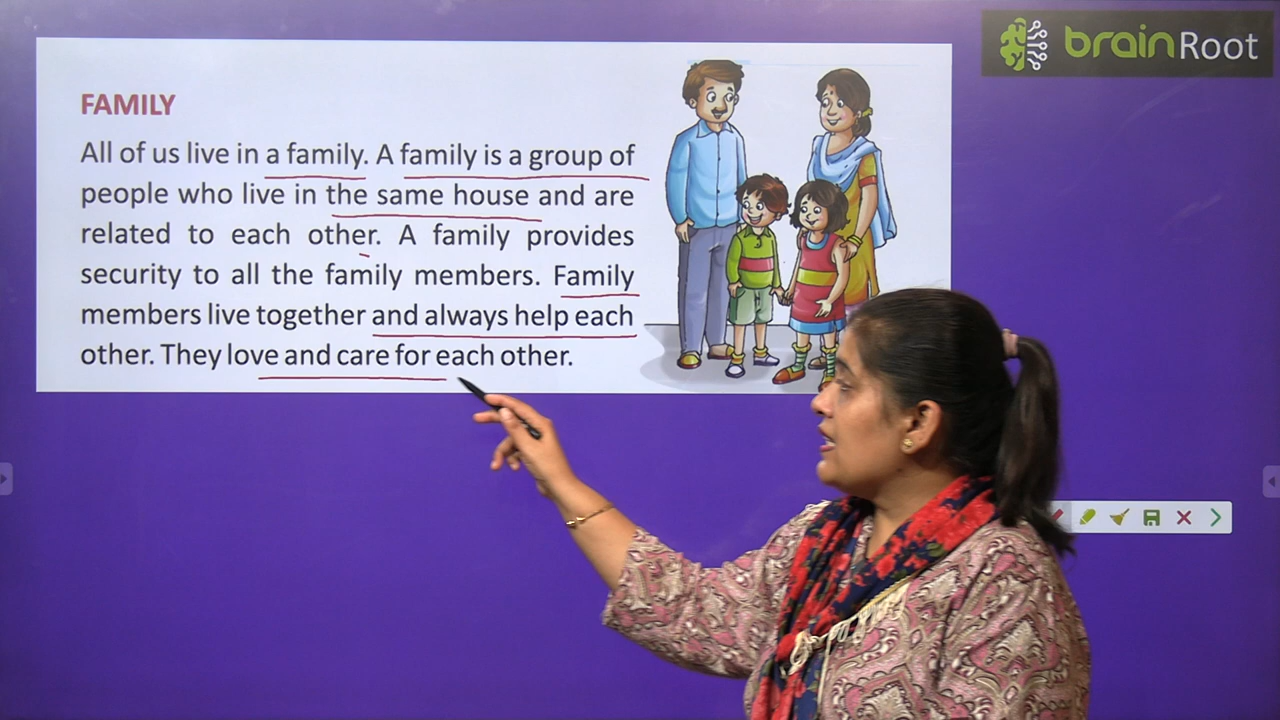 brainRoot
FAMILY
All of us live in a family. A family is a group of
people who live in the same house and are
related to each other. A family provides
security to all the family members. Family
members live together and always help each
other. They love and care for each other.